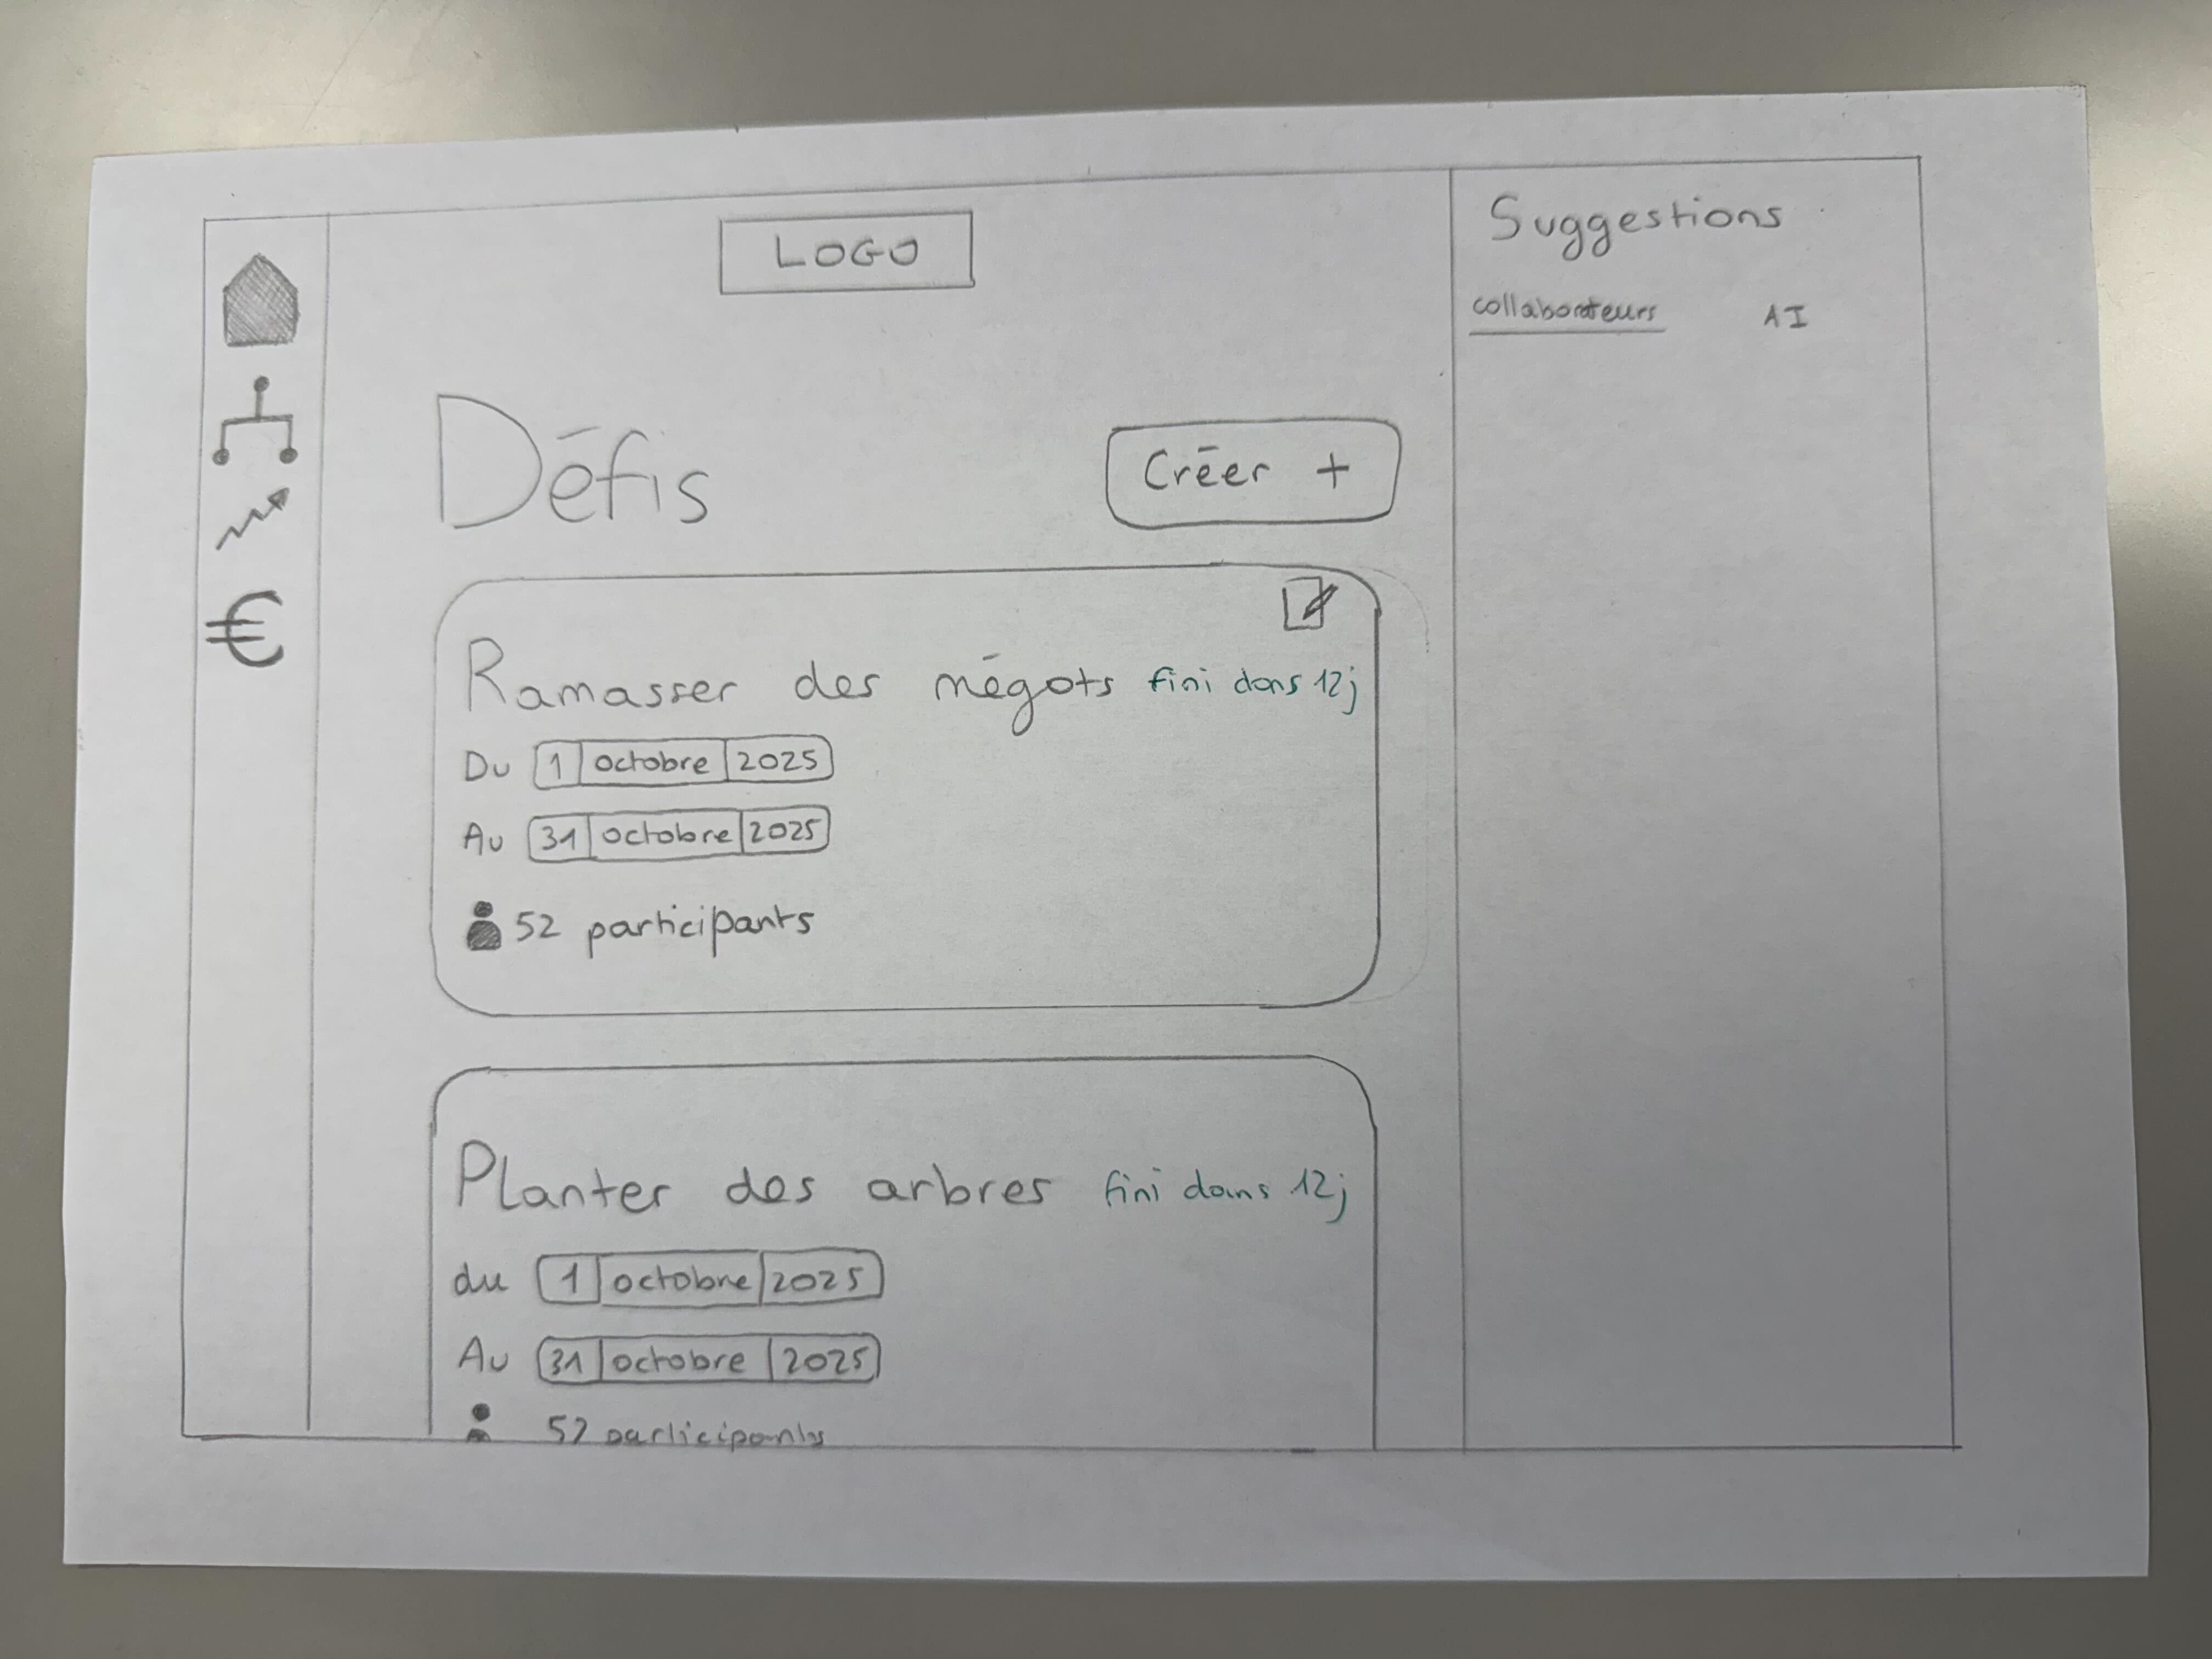 LOGO
Suggestions
collaborateurs AI
Défis
Créer +
€
Ramasser des mégots fini dans 12j
Du 1 octobre 2025
Au 31 octobre 2025
52 participants
Planter des arbres fini dans 12j
du 1 octobre 2025
Au 31 octobre 2025
52 participants